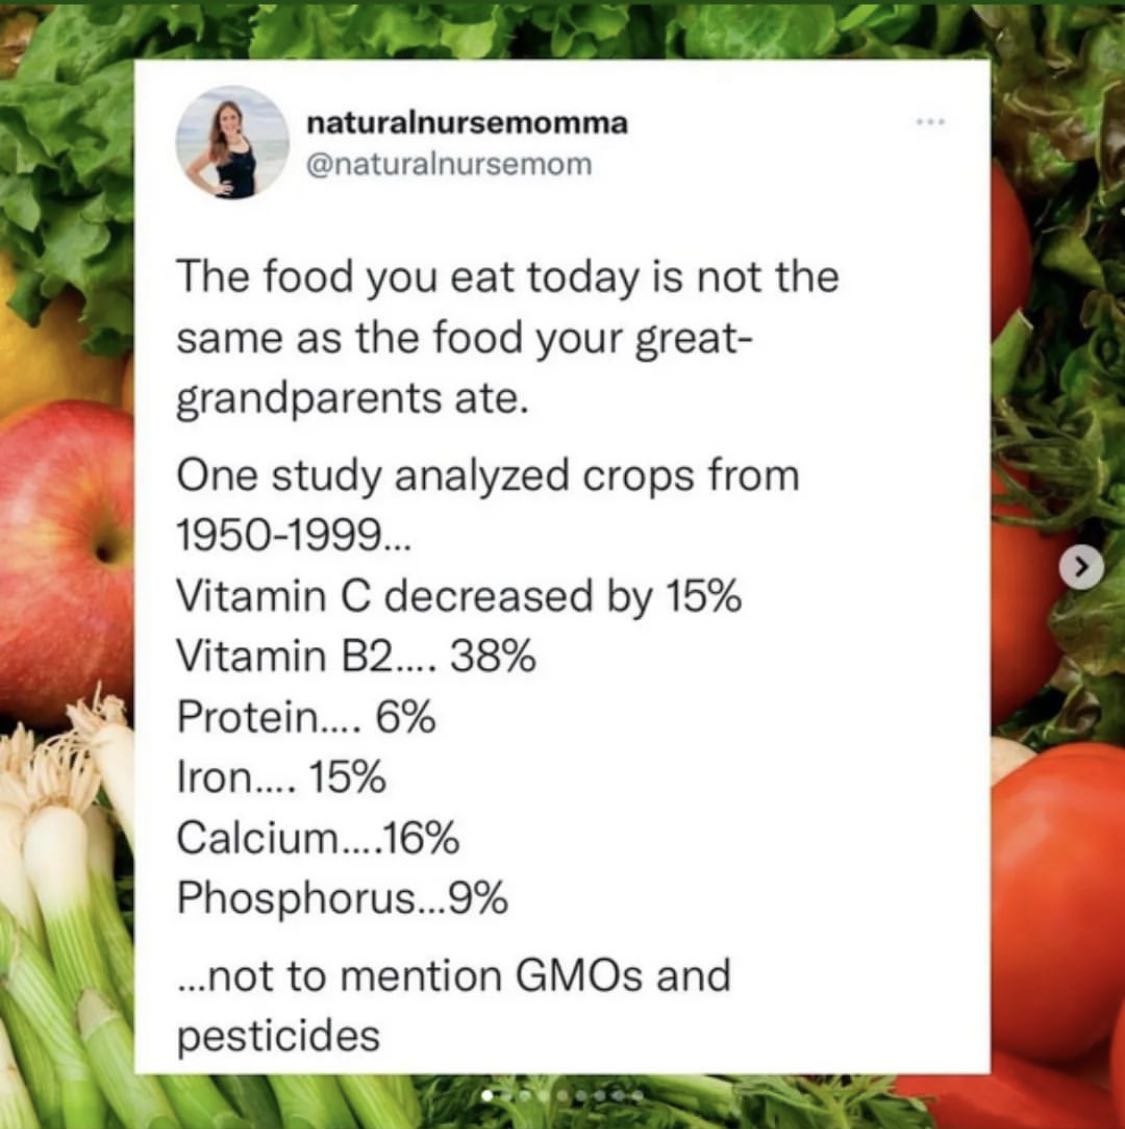 naturalnursemomma
@naturalnursemom
The food you eat today is not the
same as the food your great-
grandparents ate.
One study analyzed crops from
1950-1999...
Vitamin C decreased by 15%
Vitamin B2.... 38%
Protein.... 6%
Iron.... 15%
Calcium....16%
Phosphorus...9%
...not to mention GMOs and
pesticides